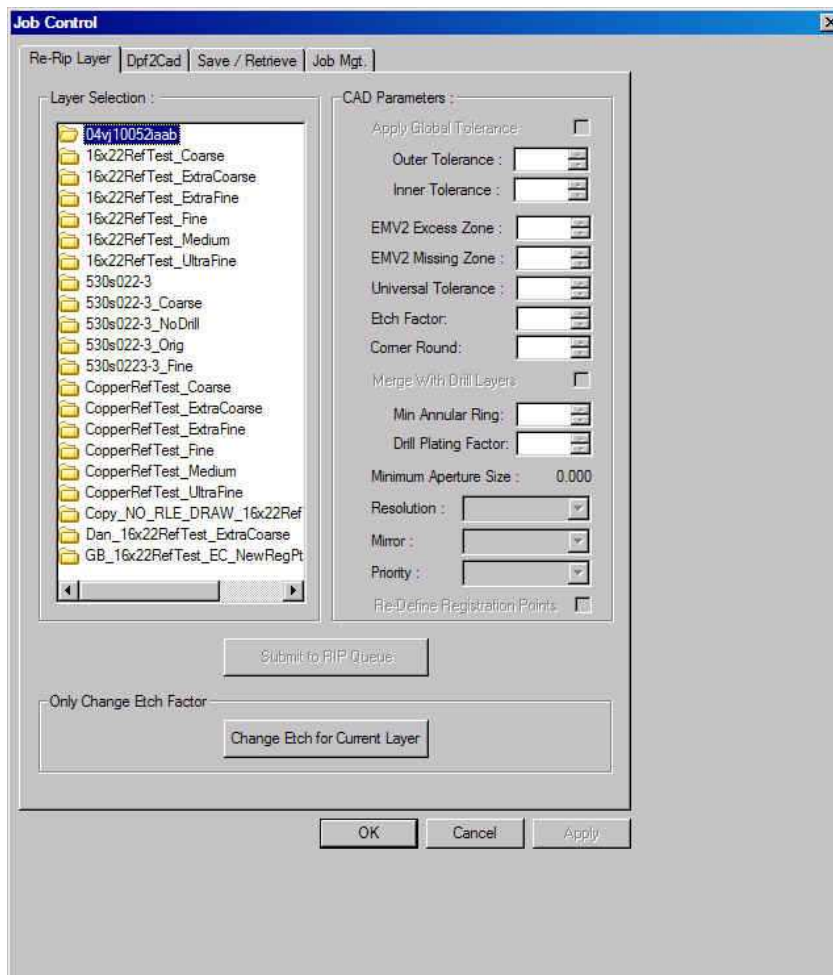 Job Control
Re-Rip Layer Dpf2Cad Save / Retrieve Job Mgt.
Layer Selection :
04vj10052iaab
16x22RefTest_Coarse
16x22RefTest_ExtraCoarse
16x22RefTest_ExtraFine
16x22RefTest_Fine
16x22RefTest_Medium
16x22RefTest_UltraFine
530s022-3
530s022-3_Coarse
530s022-3_NoDrill
530s022-3_Orig
530s0223-3_Fine
CopperRefTest_Coarse
CopperRefTest_ExtraCoarse
CopperRefTest_ExtraFine
CopperRefTest_Fine
CopperRefTest_Medium
CopperRefTest_UltraFine
Copy_NO_RLE_DRAW_16x22Ref
Dan_16x22RefTest_ExtraCoarse
GB_16x22RefTest_EC_NewRegPt
CAD Parameters :
Apply Global Tolerance:
Outer Tolerance :
Inner Tolerance :
EMV2 Excess Zone :
EMV2 Missing Zone :
Universal Tolerance :
Etch Factor:
Corner Round:
Merge With Drill Layers
Min Annular Ring:
Drill Plating Factor:
Minimum Aperture Size : 0.000
Resolution :
Mirror :
Priority :
Re-Define Registration Points
Submit to RIP Queue
Only Change Etch Factor
Change Etch for Current Layer
OK Cancel Apply